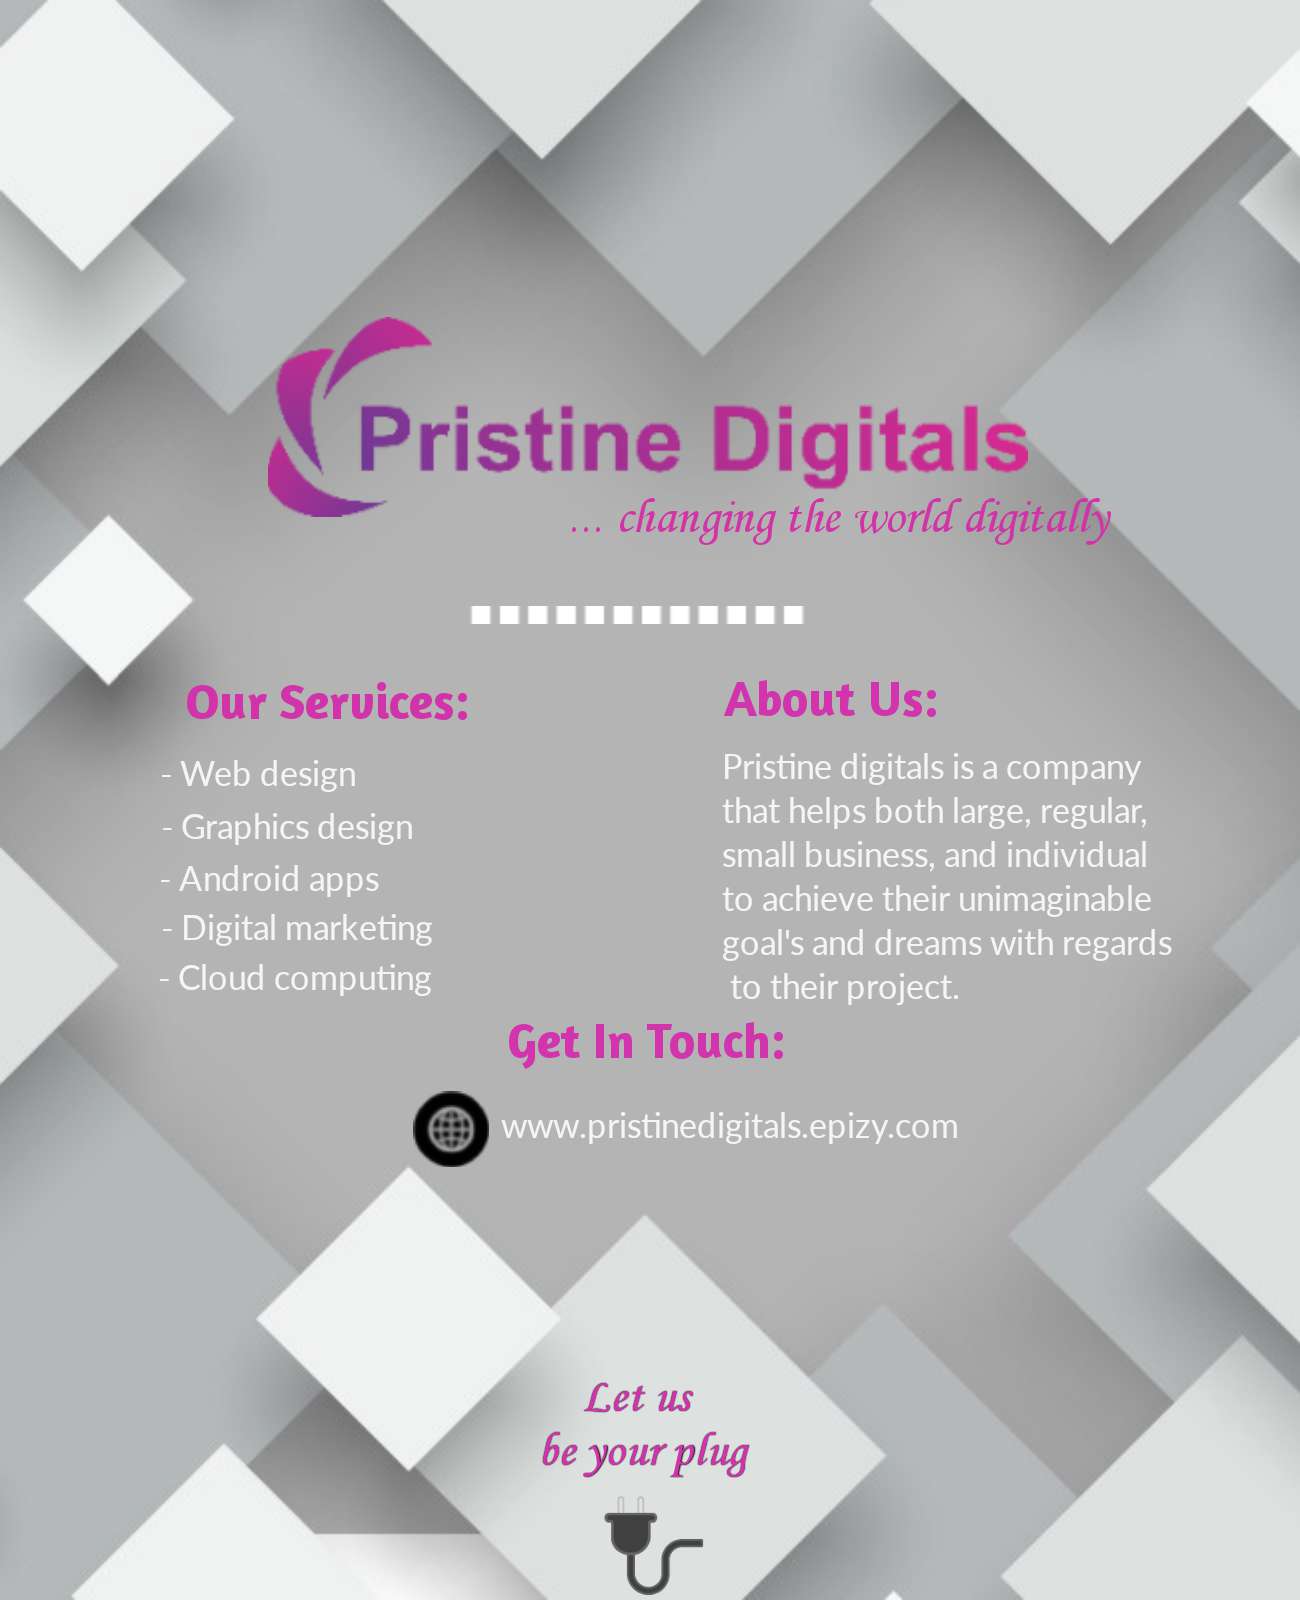 Pristine Digitals
... changing the world digitally
Our Services:
- Web design
- Graphics design
- Android apps
- Digital marketing
- Cloud computing
About Us:
Pristine digitals is a company
that helps both large, regular,
small business, and individual
to achieve their unimaginable
goal's and dreams with regards
to their project.
Get In Touch:
www.pristinedigitals.epizy.com
Let us
be your plug